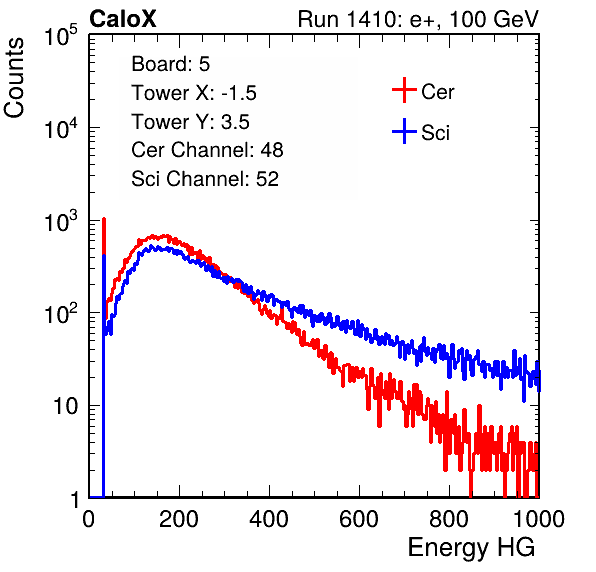 CaloX
Run 1410: e+, 100 GeV
Counts
Board: 5
Tower X: -1.5
Tower Y: 3.5
Cer Channel: 48
Sci Channel: 52
Cer
Sci
10^5
10^4
10^3
10^2
10
1
0 200 400 600 800 1000
Energy HG